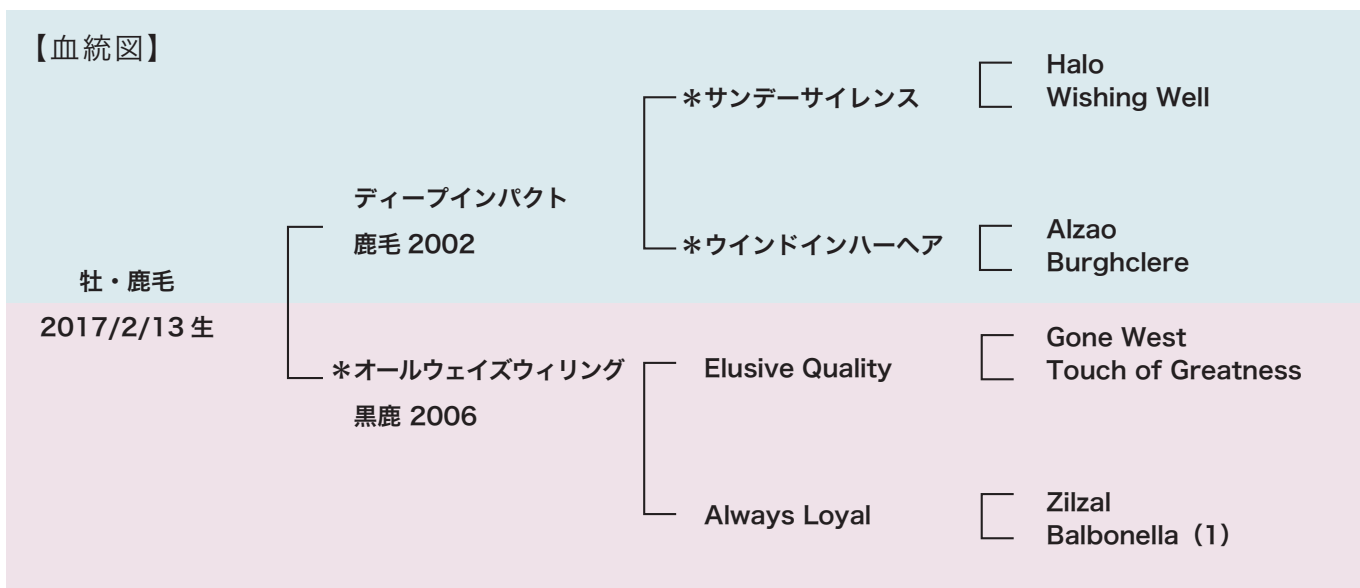 【血統図】
牡・鹿毛
2017/2/13 生
ディープインパクト
鹿毛 2002
＊オールウェイズウィリング
黒鹿 2006
＊サンデーサイレンス
＊ウインドインハーヘア
Elusive Quality
Always Loyal
Halo
Wishing Well
Alzao
Burghclere
Gone West
Touch of Greatness
Zilzal
Balbonella（1）